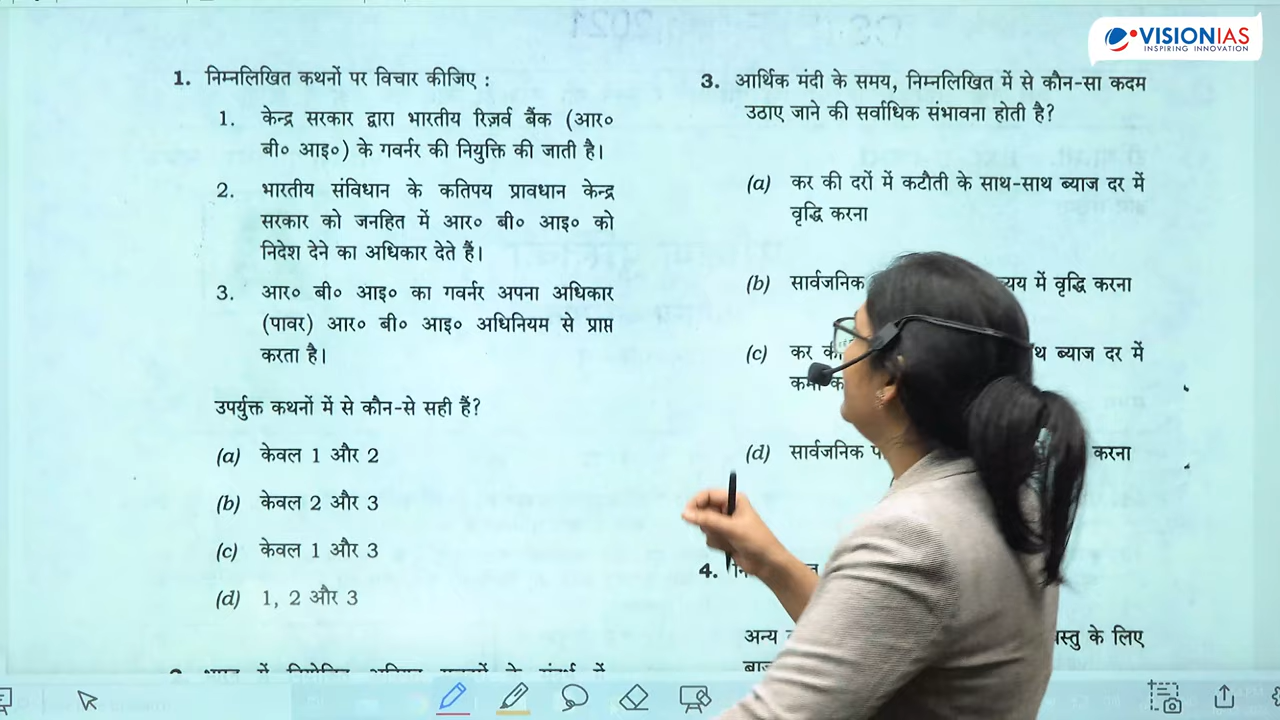 VISIONIAS
INSPIRING INNOVATION
1. निम्नलिखित कथनों पर विचार कीजिए :
1. केन्द्र सरकार द्वारा भारतीय रिज़र्व बैंक (आर०
बी० आइ०) के गवर्नर की नियुक्ति की जाती है।
2. भारतीय संविधान के कतिपय प्रावधान केन्द्र
सरकार को जनहित में आर० बी० आइ० को
निदेश देने का अधिकार देते हैं।
3. आर० बी० आइ० का गवर्नर अपना अधिकार
(पावर) आर० बी० आइ० अधिनियम से प्राप्त
करता है।
उपर्युक्त कथनों में से कौन-से सही हैं?
(a) केवल 1 और 2
(b) केवल 2 और 3
(c) केवल 1 और 3
(d) 1, 2 और 3
3. आर्थिक मंदी के समय, निम्नलिखित में से कौन-सा कदम
उठाए जाने की सर्वाधिक संभावना होती है?
(a) कर की दरों में कटौती के साथ-साथ ब्याज दर में
वृद्धि करना
(b) सार्वजनिक में वृद्धि करना
(c) कर ब्याज दर में
(d) सार्वजनिक करना
4.
अन्य वस्तु के लिए